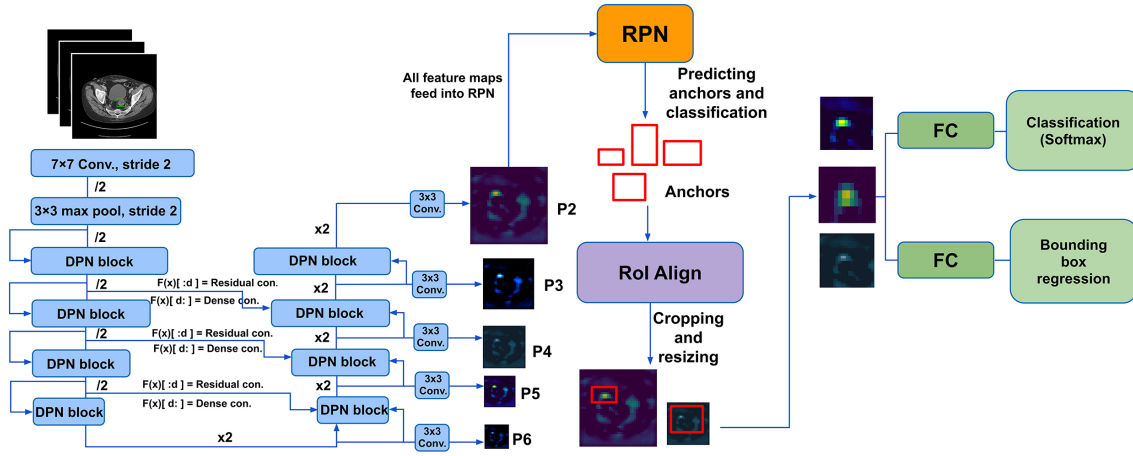 7×7 Conv., stride 2
/2
3×3 max pool, stride 2
/2
DPN block
/2
F(x)[ :d ] = Residual con.
F(x)[ d: ] = Dense con.
DPN block
/2
F(x)[ :d ] = Residual con.
F(x)[ d: ] = Dense con.
DPN block
/2
F(x)[ :d ] = Residual con.
F(x)[ d: ] = Dense con.
DPN block
x2
DPN block
x2
DPN block
x2
DPN block
x2
DPN block
x2
3x3
Conv.
P2
3x3
Conv.
P3
3x3
Conv.
P4
3x3
Conv.
P5
3x3
Conv.
P6
All feature maps
feed into RPN
RPN
Predicting
anchors and
classification
Anchors
RoI Align
Cropping and
resizing
FC
Classification
(Softmax)
FC
Bounding
box
regression